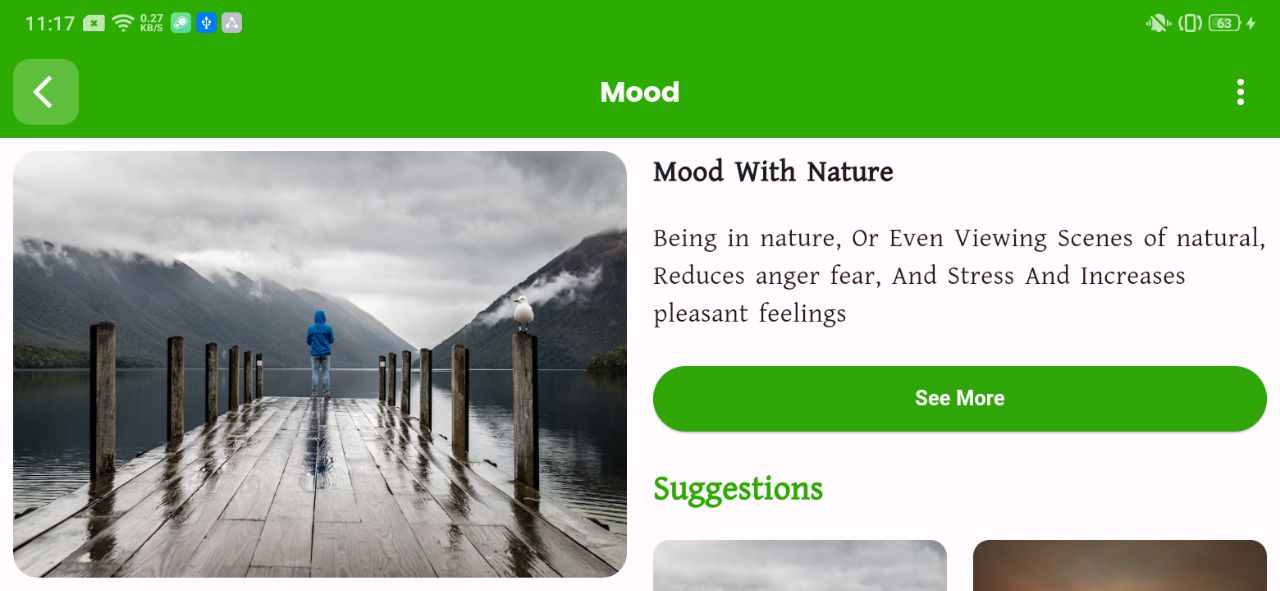 11:17 0.27 KB/S 63
Mood
Mood With Nature
Being in nature, Or Even Viewing Scenes of natural,
Reduces anger fear, And Stress And Increases
pleasant feelings
See More
Suggestions